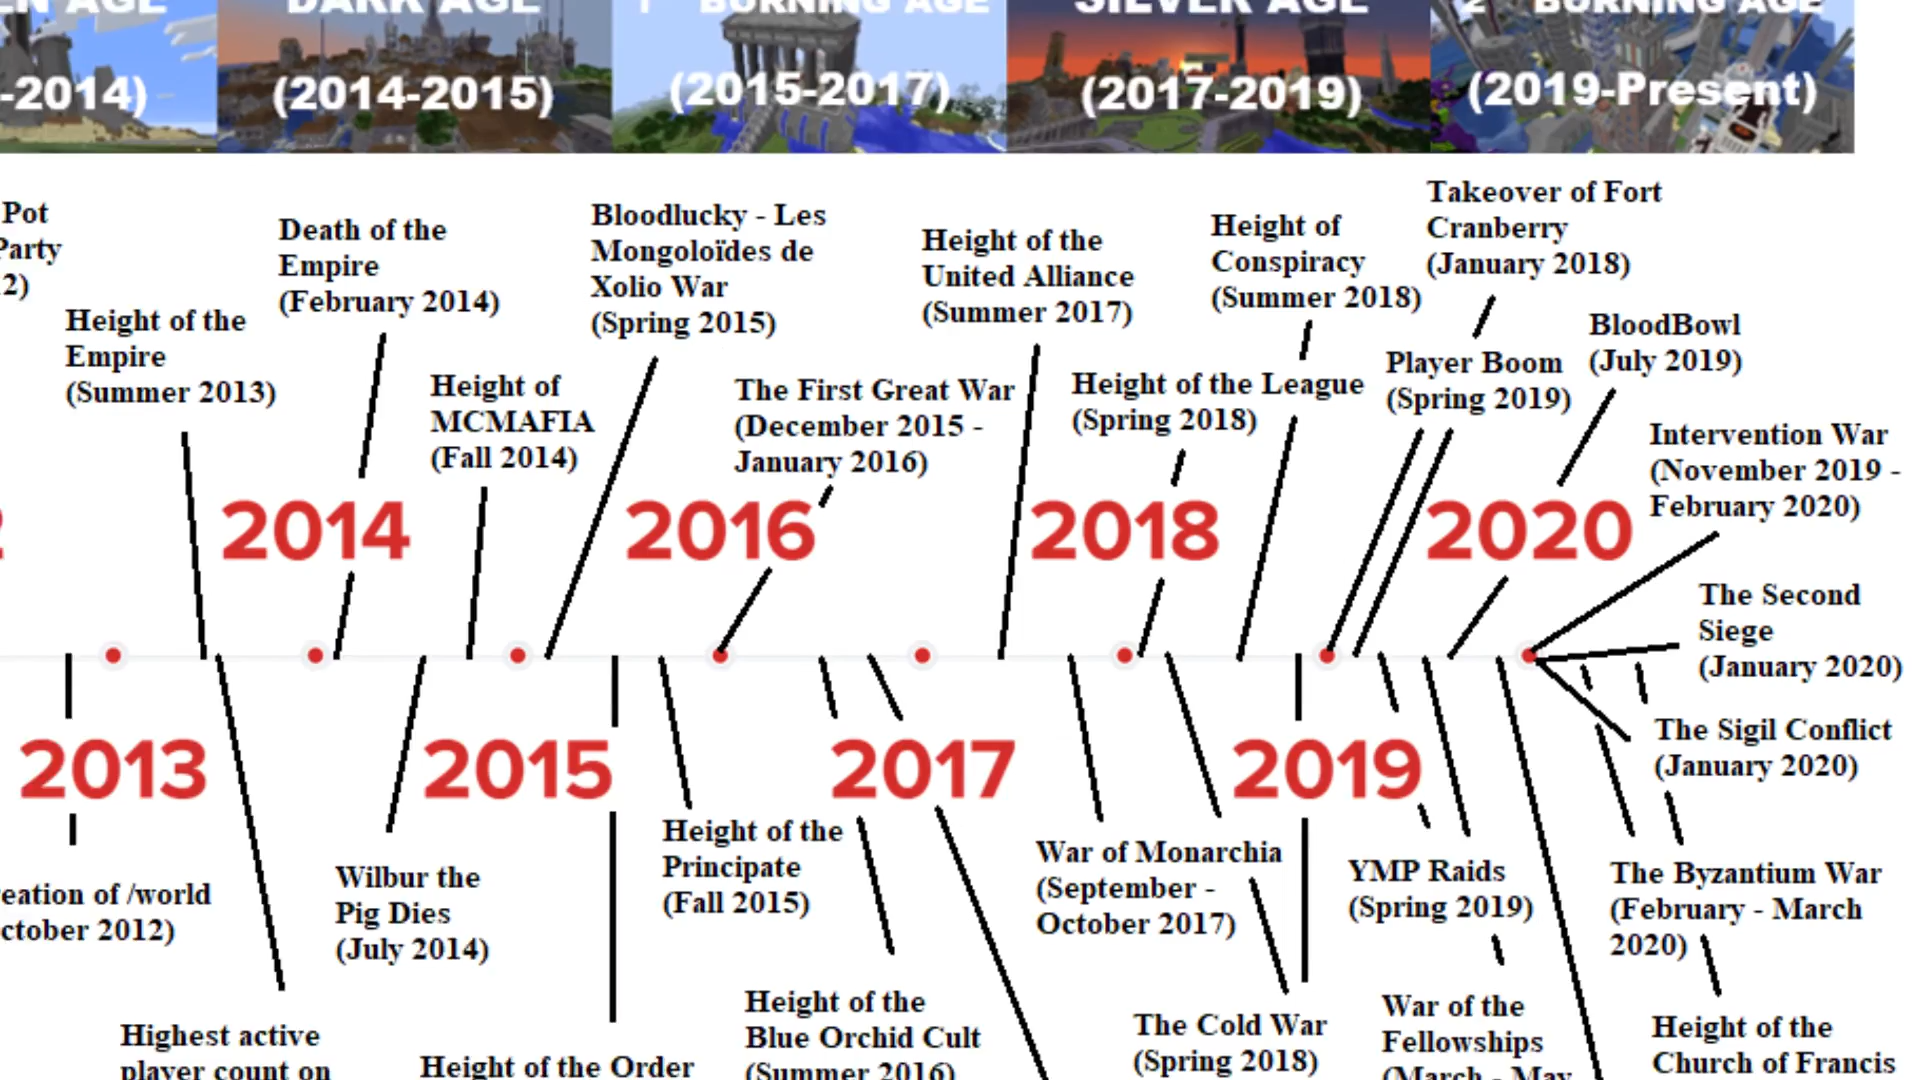 DARK AGE
BURNING AGE
SILVER AGE
BURNING AGE
-2014)
(2014-2015)
(2015-2017)
(2017-2019)
(2019-Present)
Pot
Party
2)
Height of the
Empire
(Summer 2013)
Death of the
Empire
(February 2014)
Height of
MCMAFIA
(Fall 2014)
Bloodlucky - Les
Mongoloïdes de
Xolio War
(Spring 2015)
The First Great War
(December 2015 -
January 2016)
Height of the
United Alliance
(Summer 2017)
Height of the League
(Spring 2018)
Height of
Conspiracy
(Summer 2018)
Takeover of Fort
Cranberry
(January 2018)
Player Boom
(Spring 2019)
BloodBowl
(July 2019)
Intervention War
(November 2019 -
February 2020)
2014
2016
2018
2020
The Second
Siege
(January 2020)
The Sigil Conflict
(January 2020)
2013
2015
2017
2019
eation of /world
ctober 2012)
Highest active
player count on
Wilbur the
Pig Dies
(July 2014)
Height of the Order
Height of the
Principate
(Fall 2015)
Height of the
Blue Orchid Cult
(Summer 2016)
War of Monarchia
(September -
October 2017)
The Cold War
(Spring 2018)
YMP Raids
(Spring 2019)
War of the
Fellowships
(March - May
The Byzantium War
(February - March
2020)
Height of the
Church of Francis